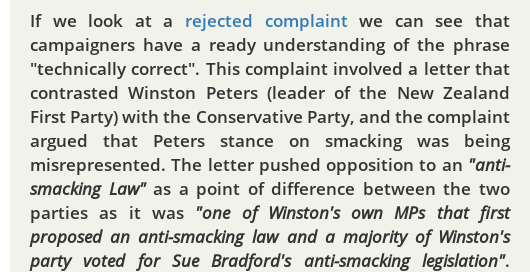 If we look at a rejected complaint we can see that
campaigners have a ready understanding of the phrase
"technically correct". This complaint involved a letter that
contrasted Winston Peters (leader of the New Zealand
First Party) with the Conservative Party, and the complaint
argued that Peters stance on smacking was being
misrepresented. The letter pushed opposition to an "anti-
smacking Law" as a point of difference between the two
parties as it was "one of Winston's own MPs that first
proposed an anti-smacking law and a majority of Winston's
party voted for Sue Bradford's anti-smacking legislation".